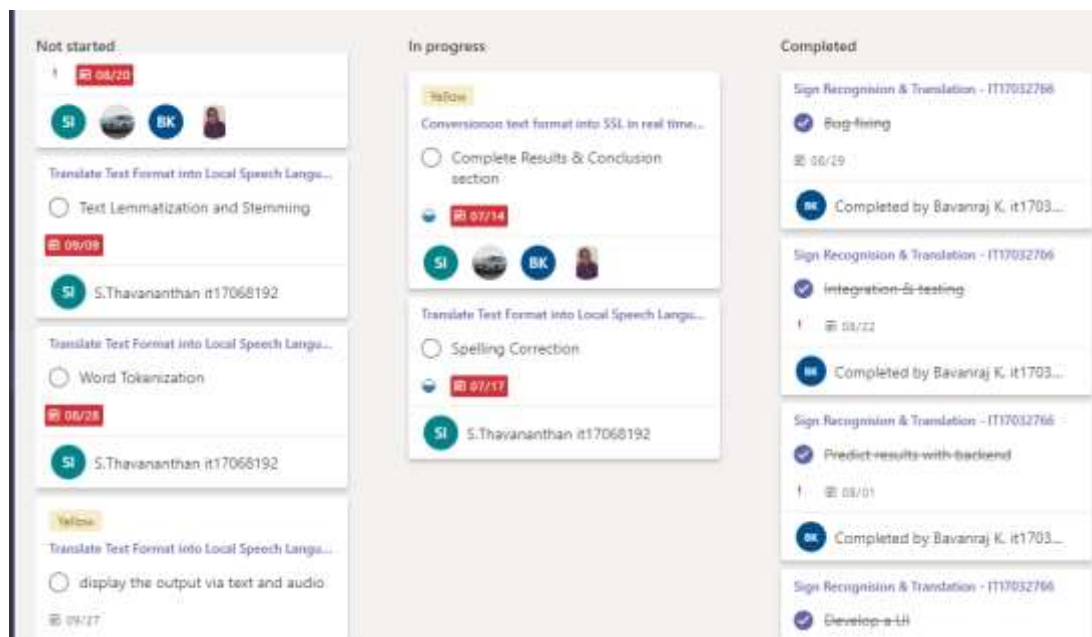 Not started
! 08/20
SI BK
Translate Text Format into Local Speech Langu...
Text Lemmatization and Stemming
09/09
SI S.Thavananthan it17068192
Translate Text Format into Local Speech Langu...
Word Tokenization
08/28
SI S.Thavananthan it17068192
Yellow
Translate Text Format into Local Speech Langu...
display the output via text and audio
09/27
In progress
Yellow
Conversionon text format into SSL in real time...
Complete Results & Conclusion
section
07/14
SI BK
Translate Text Format into Local Speech Langu...
Spelling Correction
07/17
SI S.Thavananthan it17068192
Completed
Sign Recognision & Translation - IT17032766
Bug fixing
08/29
BK Completed by Bavanraj K. it1703...
Sign Recognision & Translation - IT17032766
Integration & testing
! 08/22
BK Completed by Bavanraj K. it1703...
Sign Recognision & Translation - IT17032766
Predict results with backend
! 08/01
BK Completed by Bavanraj K. it1703...
Sign Recognision & Translation - IT17032766
Develop a UI